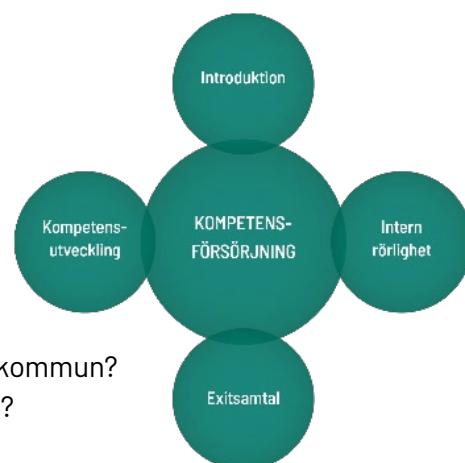 Introduktion
Kompetens-
utveckling
KOMPETENS-
FÖRSÖRJNING
Intern
rörlighet
kommun?
?
Exitsamtal